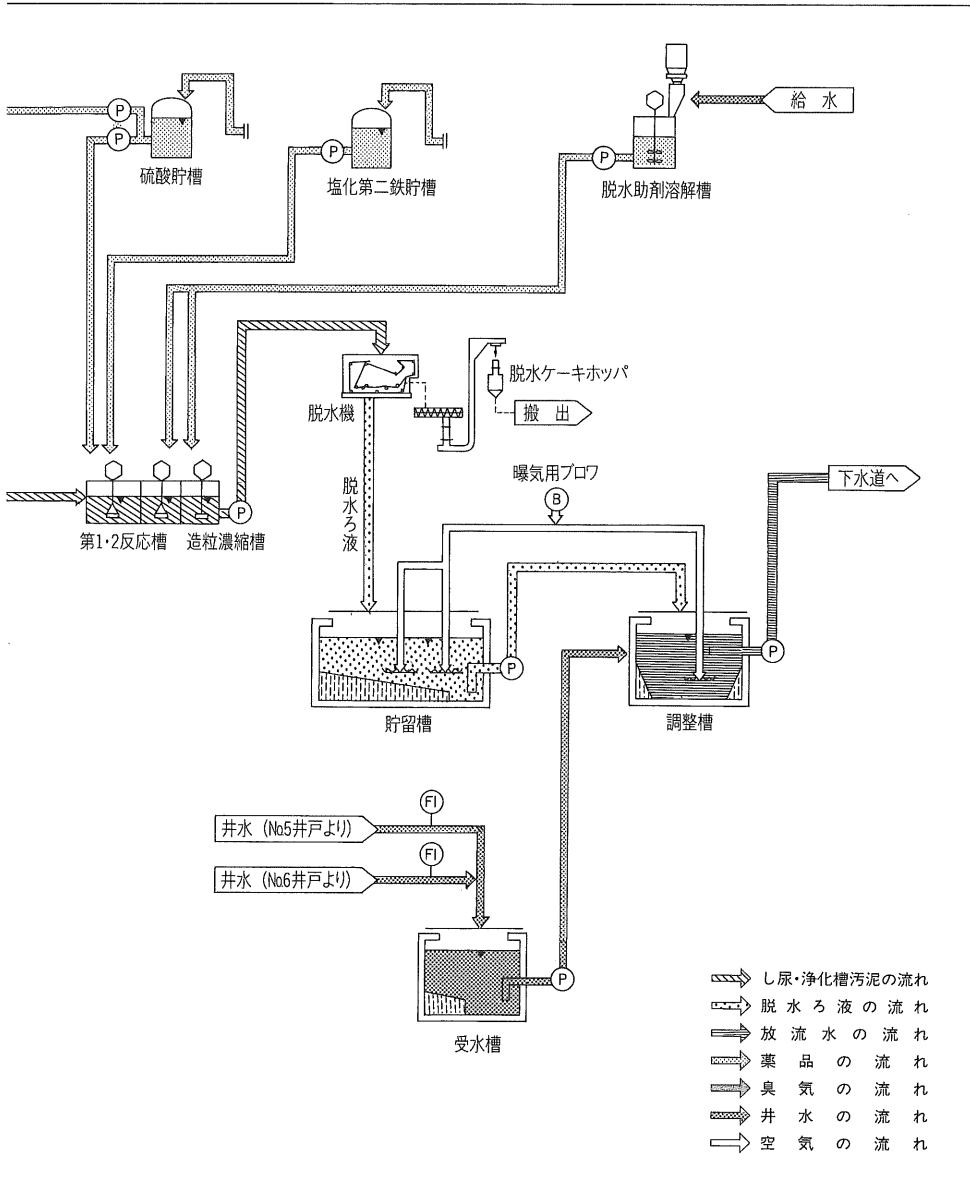 P
P
硫酸貯槽
P
塩化第二鉄貯槽
給水
P
脱水助剤溶解槽
脱水機
脱水ケーキホッパ
搬出
脱水ろ液
P
第1・2反応槽
造粒濃縮槽
曝気用ブロワ
B
下水道へ
P
P
貯留槽
調整槽
FI
井水 (No.5井戸より)
FI
井水 (No.6井戸より)
P
受水槽
し尿・浄化槽汚泥の流れ
脱水ろ液の流れ
放流水の流れ
薬品の流れ
臭気の流れ
井水の流れ
空気の流れ